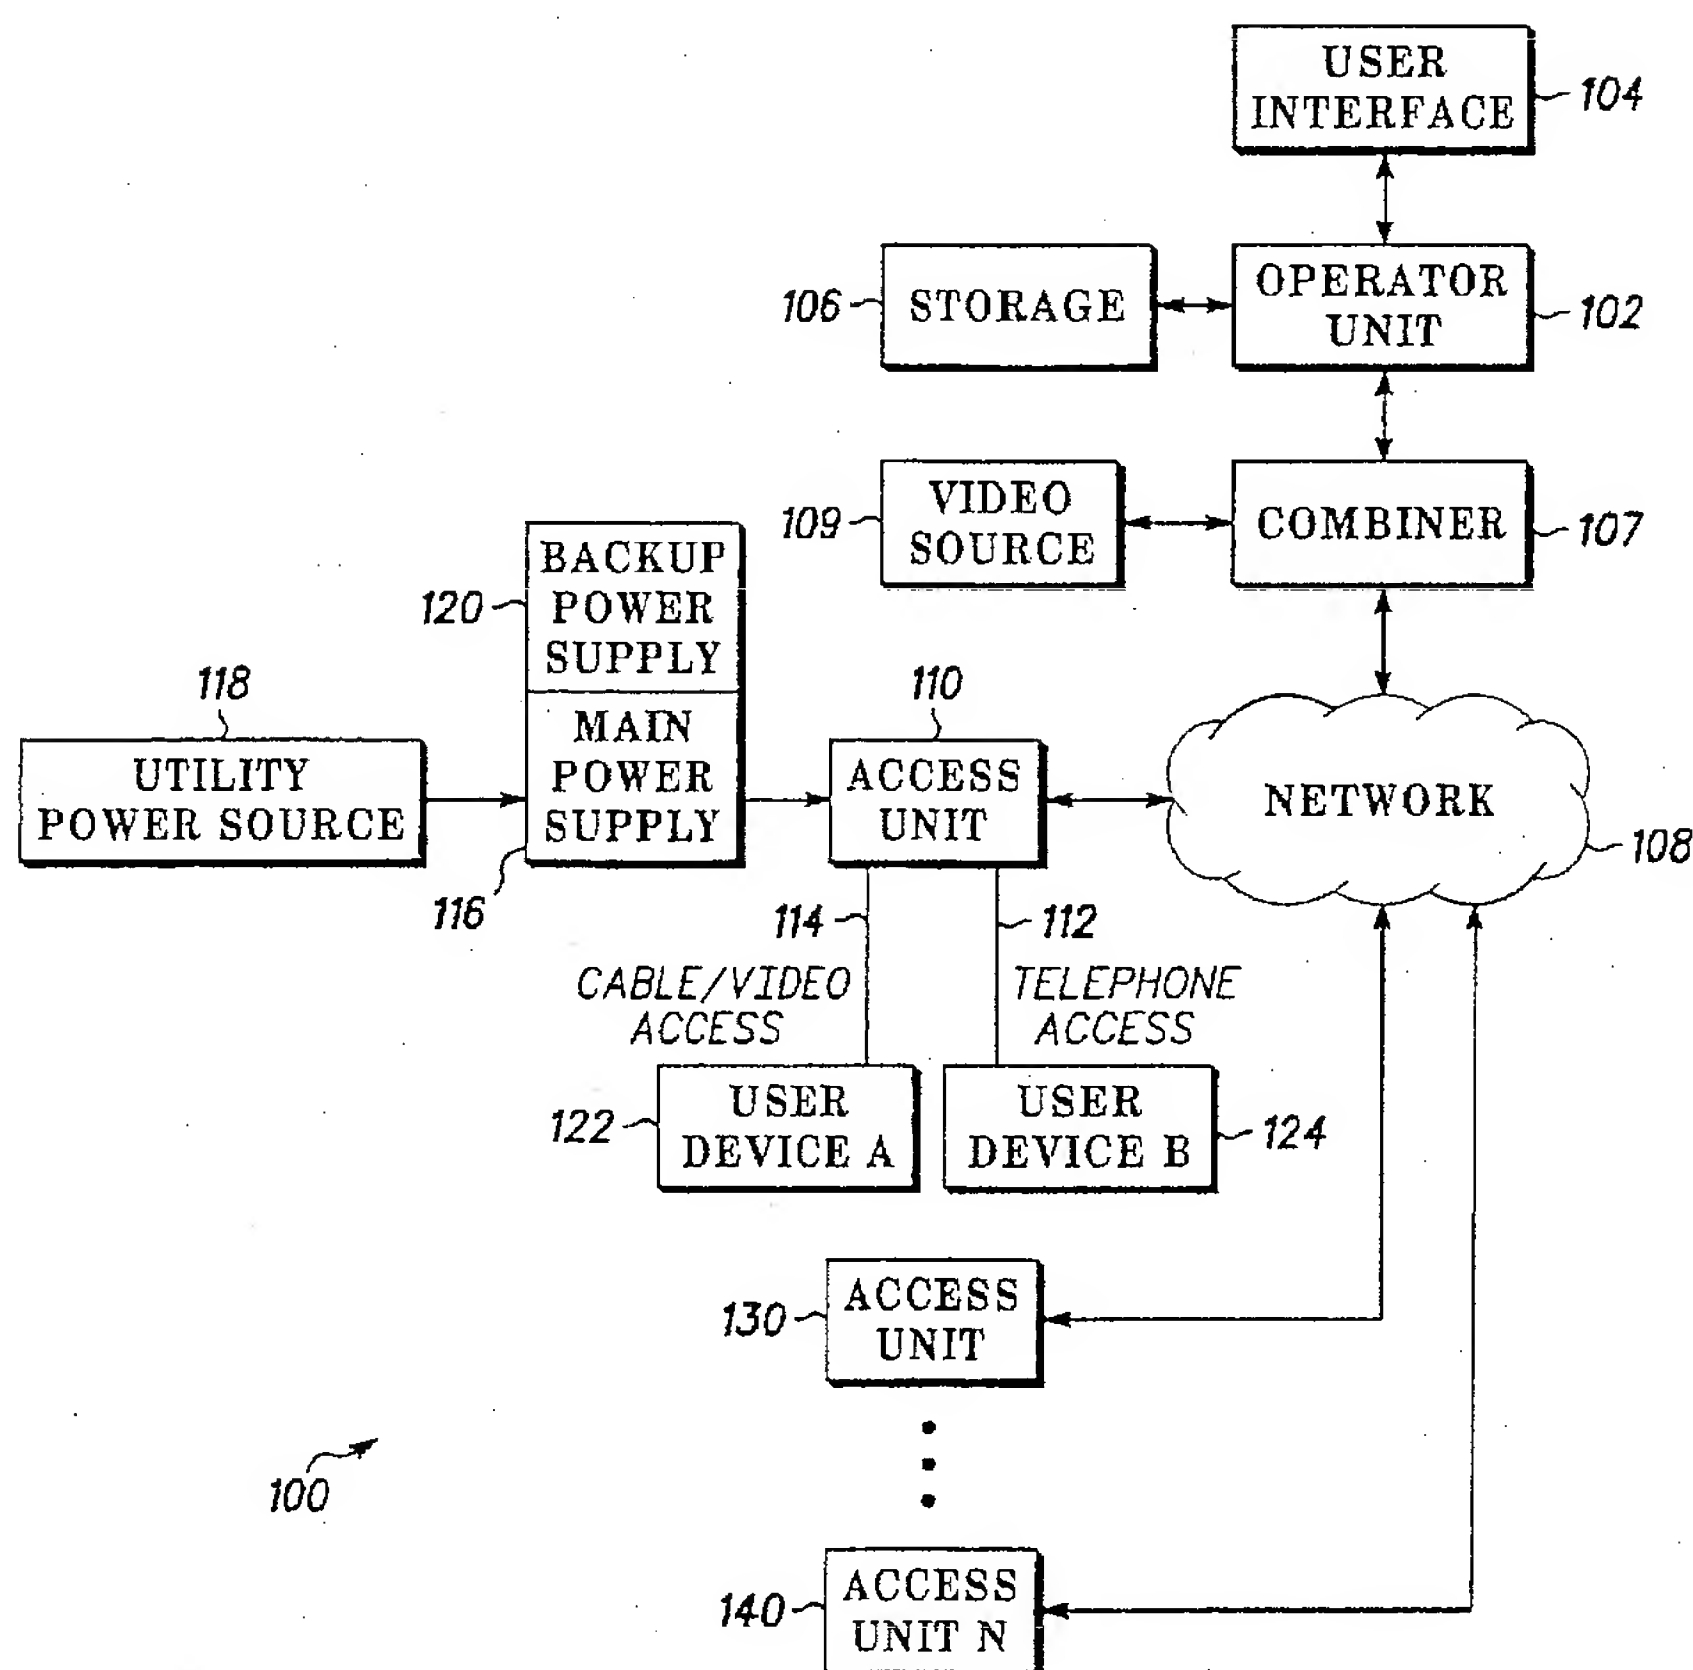 USER
INTERFACE
104
106
STORAGE
OPERATOR
UNIT
102
109
VIDEO
SOURCE
COMBINER
107
120
BACKUP
POWER
SUPPLY
118
UTILITY
POWER SOURCE
MAIN
POWER
SUPPLY
116
110
ACCESS
UNIT
NETWORK
108
114
112
CABLE/VIDEO
ACCESS
TELEPHONE
ACCESS
122
USER
DEVICE A
USER
DEVICE B
124
130
ACCESS
UNIT
100
140
ACCESS
UNIT N